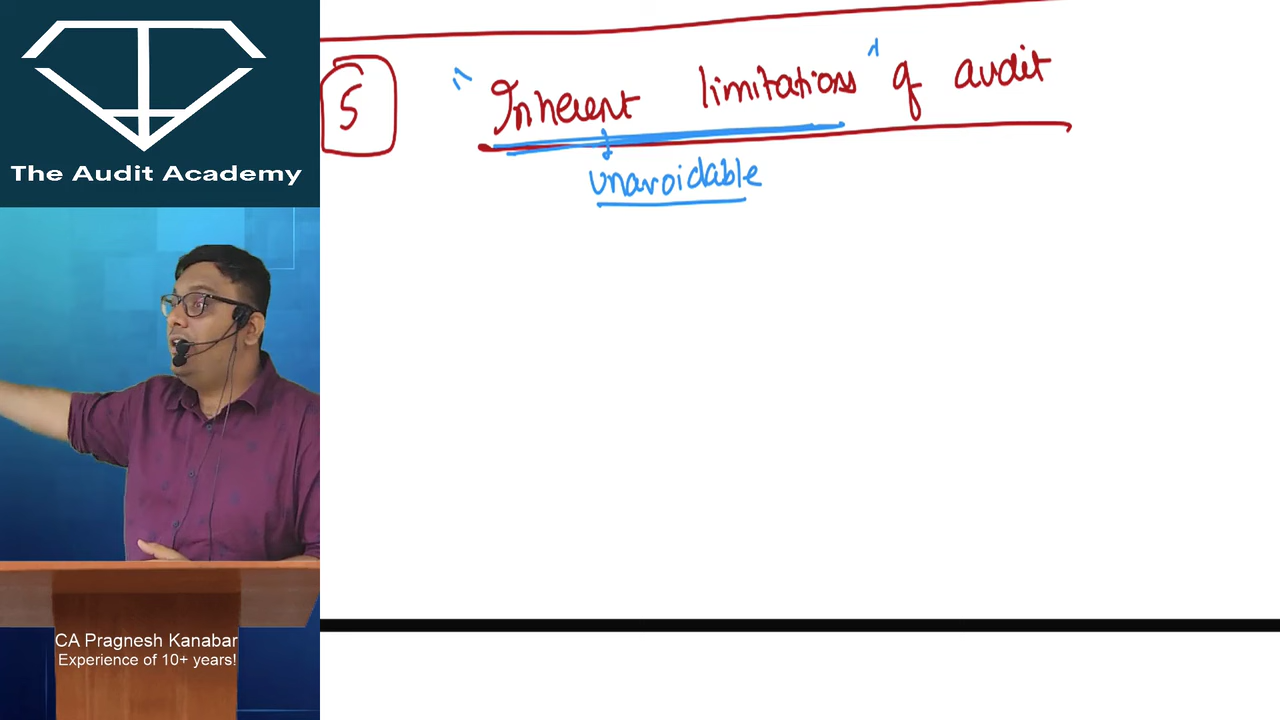 The Audit Academy
5
"Inherent limitations" of audit
unavoidable
CA Pragnesh Kanabar
Experience of 10+ years!